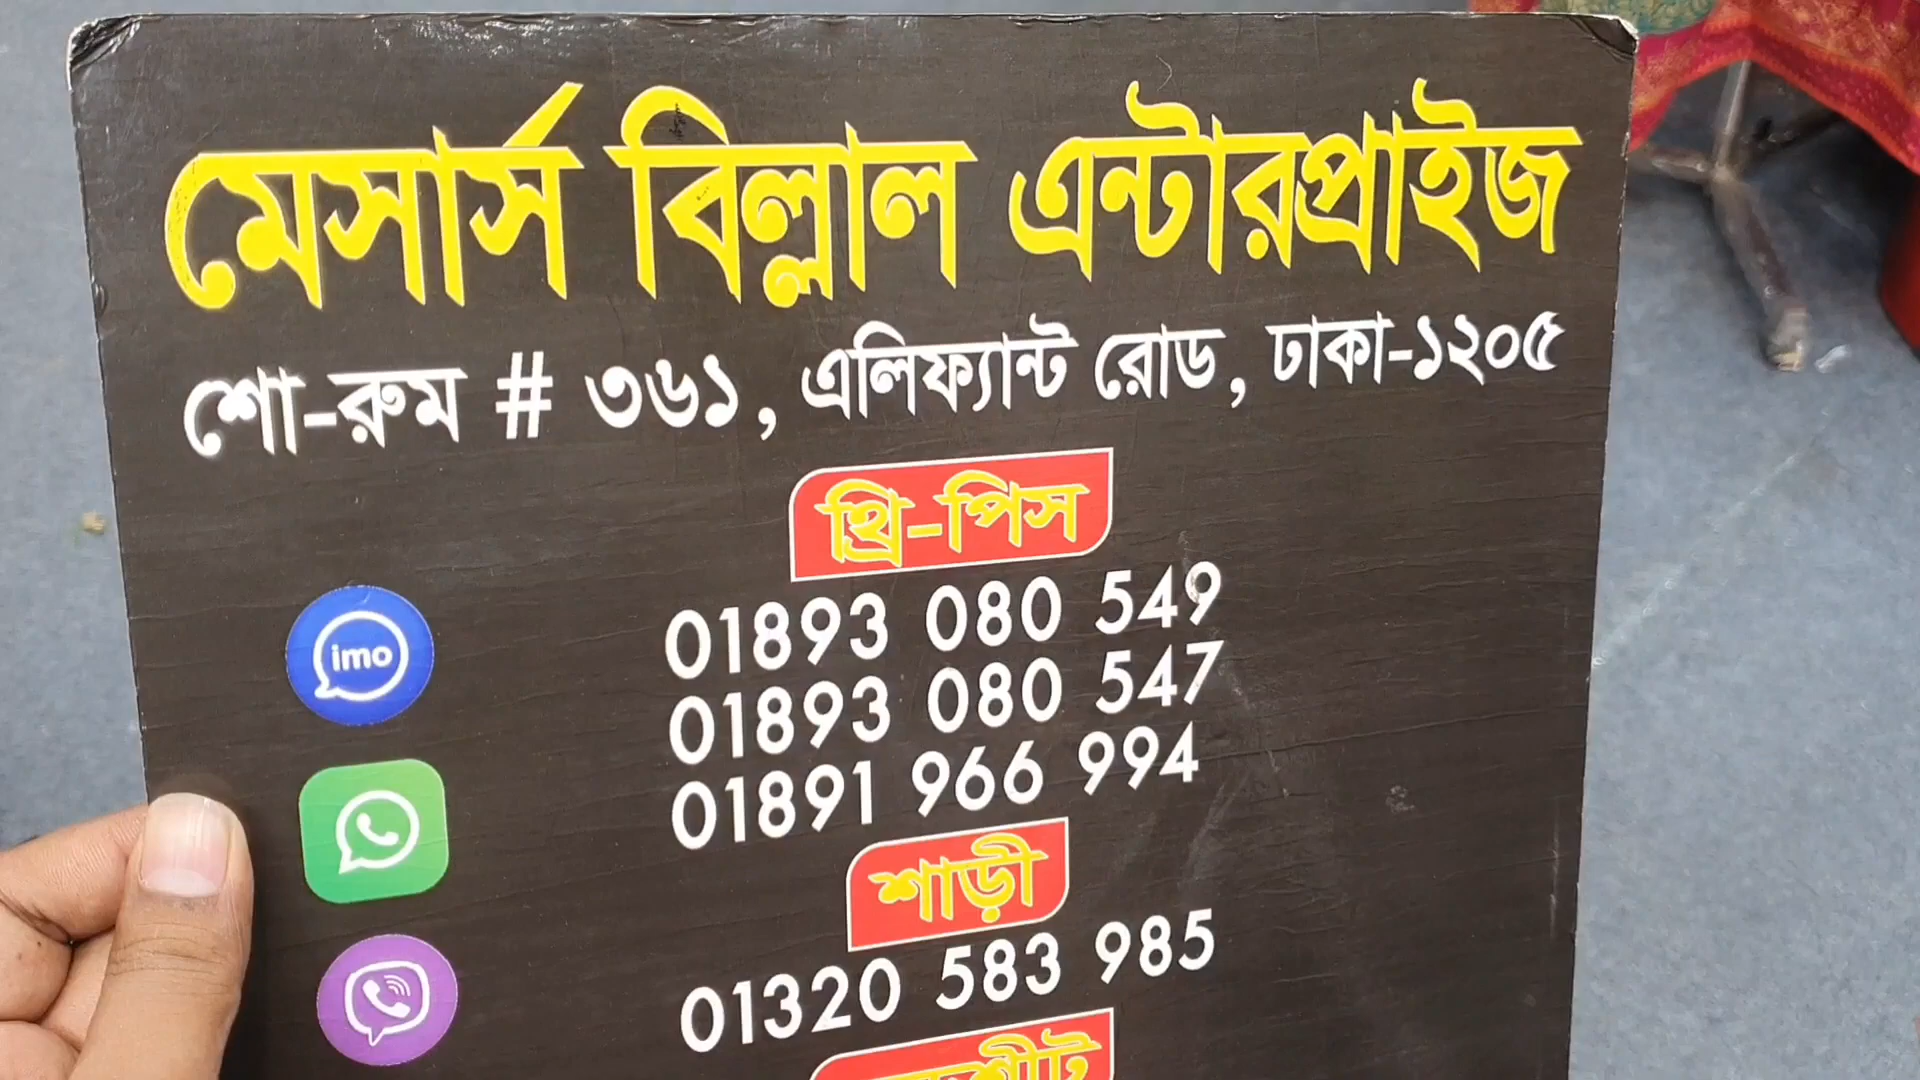 মেসার্স বিল্লাল এন্টারপ্রাইজ
শো-রুম # ৩৬১, এলিফ্যান্ট রোড, ঢাকা-১২০৫
থ্রি-পিস
01893 080 549
imo
01893 080 547
01891 966 994
শাড়ী
01320 583 985